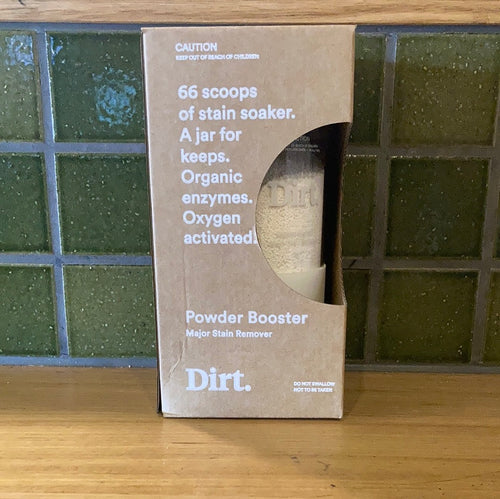 CAUTION
KEEP OUT OF REACH OF CHILDREN
66 scoops
of stain soaker.
A jar for
keeps.
Organic
enzymes.
Oxygen
activated.
Dirt.
Powder Booster
Major Stain Remover
Dirt.
DO NOT SWALLOW
NOT TO BE TAKEN